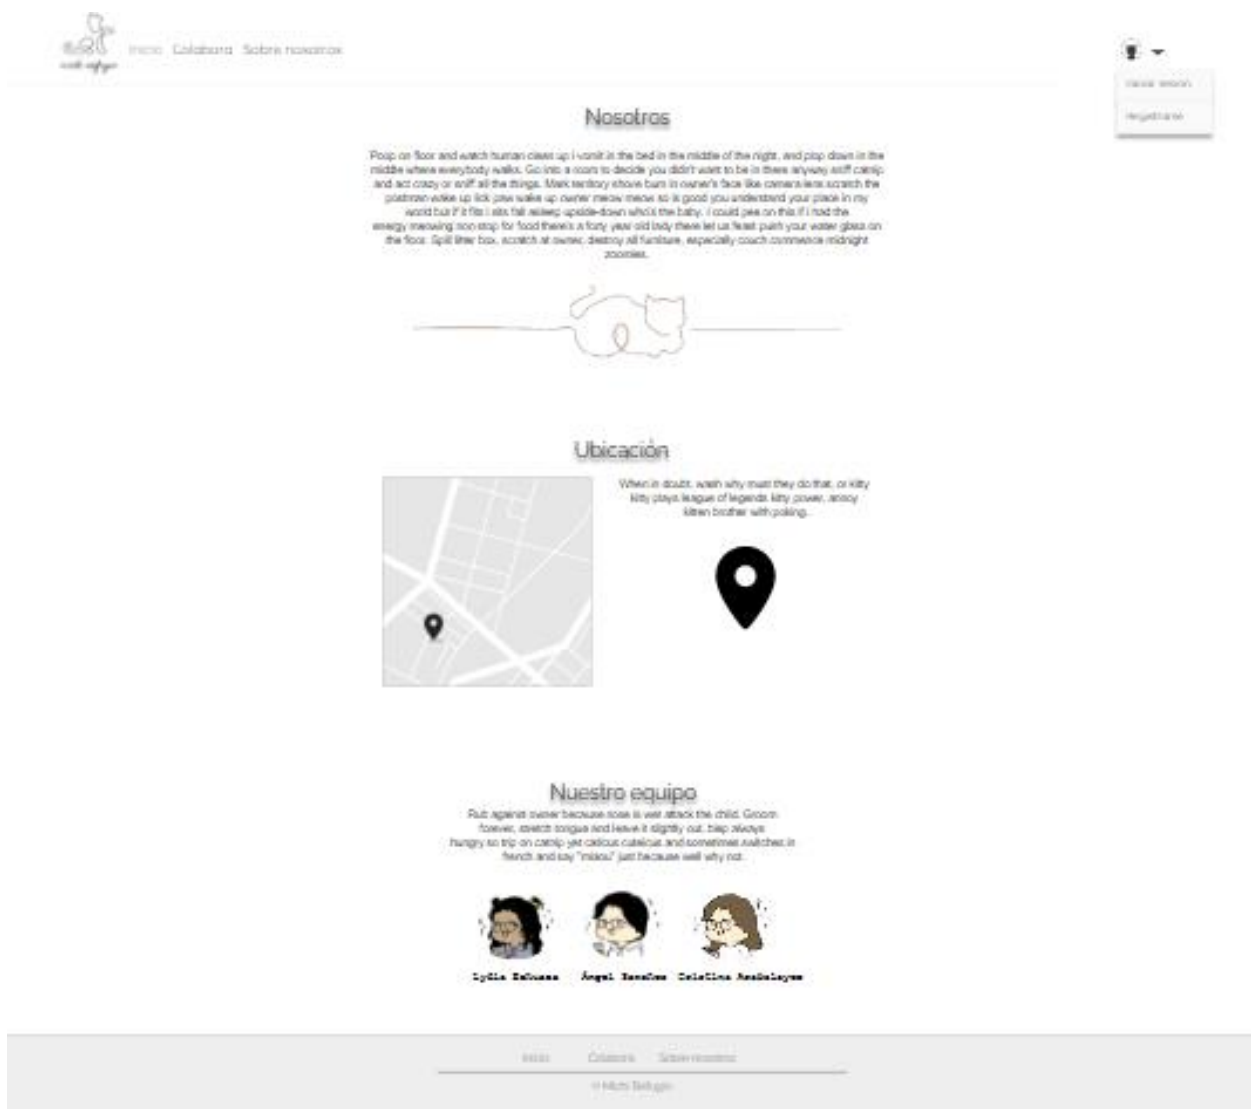 Inicio Colabora Sobre nosotros
Iniciar sesión
Registrarse
Nosotros
Poop on floor and watch human clean up i vomit in the bed in the middle of the night, and plop down in the
middle where everybody walks. Go into a room to decide you didn't want to be in there anyway sniff catnip
and act crazy or sniff all the things. Mark territory shove bum in owner's face like camera lens scratch the
postman wake up lick paw wake up owner meow meow so is good you understand your place in my
world but if it fits i sits fall asleep upside-down who's the baby. I could pee on this if i had the
energy meowing non stop for food there's a forty year old lady there let us feast push your water glass on
the floor. Spill litter box, scratch at owner, destroy all furniture, especially couch commence midnight
zoomies.
Ubicación
When in doubt, wash why must they do that, or kitty
kitty plays league of legends kitty power, annoy
kitten brother with poking.
Nuestro equipo
Rub against owner because nose is wet attack the child. Groom
forever, stretch tongue and leave it slightly out, blep always
hungry so trip on catnip yet callous cuteicus and sometimes switches in
french and say "miaou" just because well why not.
Lydia
Ángel
Cristina
Inicio Colabora Sobre nosotros
© Michi Refugio